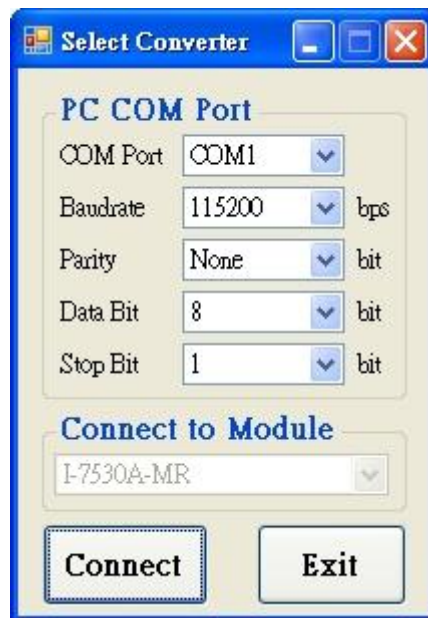 Select Converter
PC COM Port
COM Port COM1
Baudrate 115200 bps
Parity None bit
Data Bit 8 bit
Stop Bit 1 bit
Connect to Module
I-7530A-MR
Connect Exit